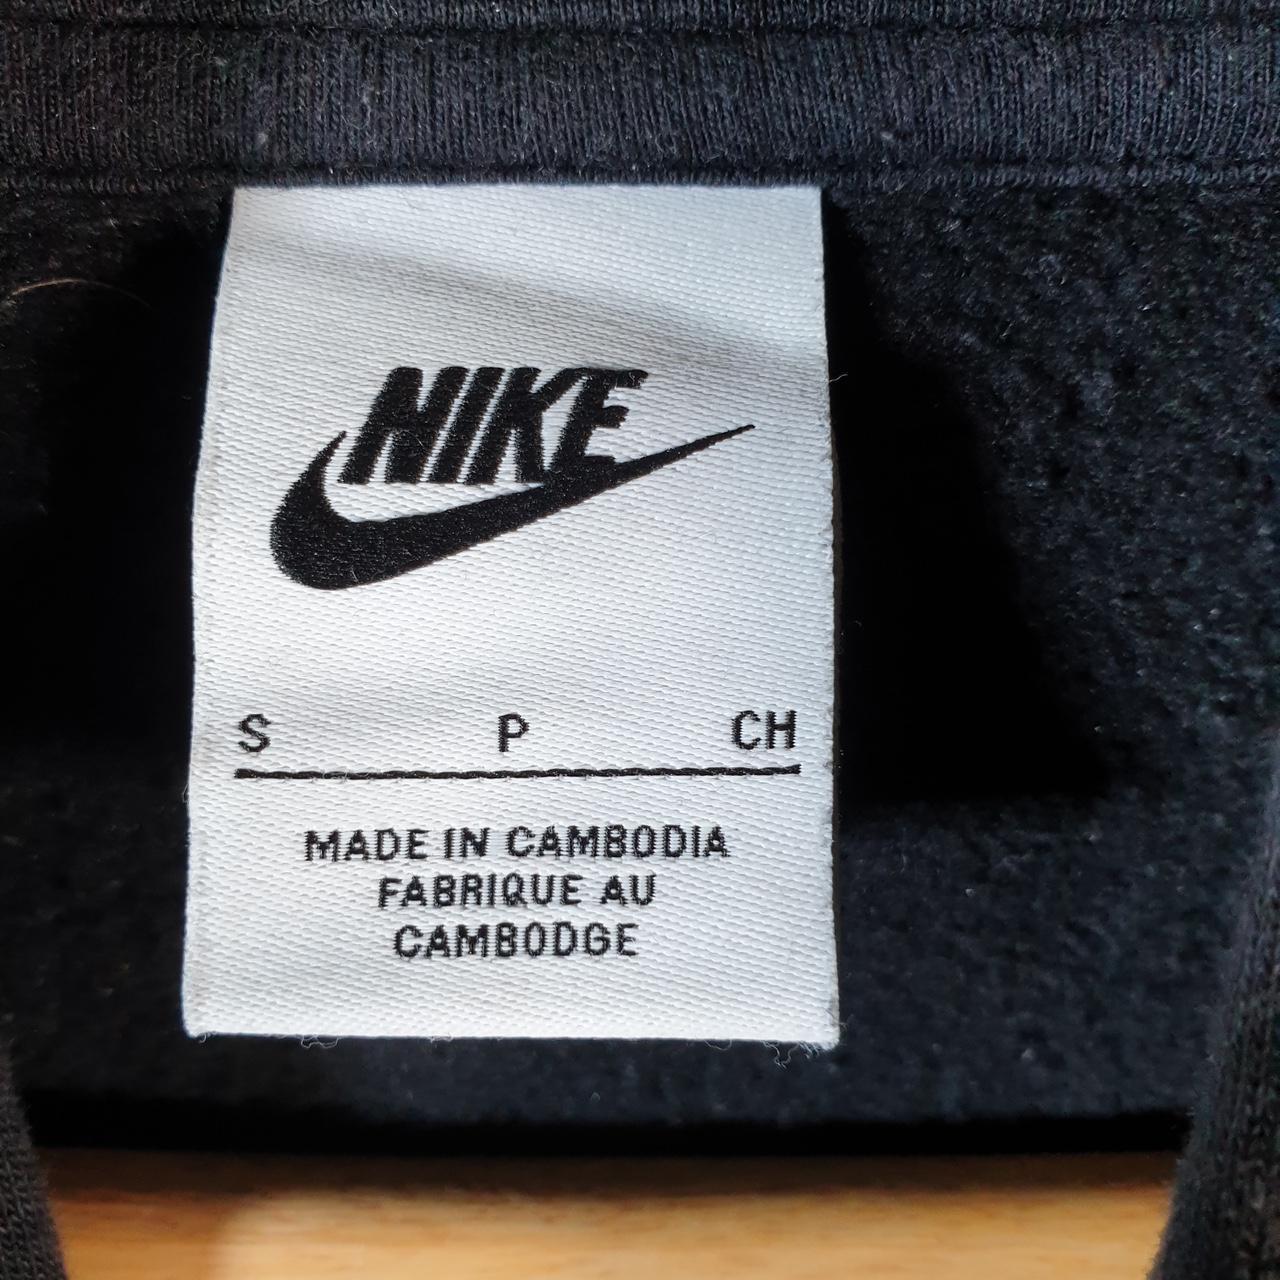 NIKE
S P CH
MADE IN CAMBODIA
FABRIQUE AU
CAMBODGE